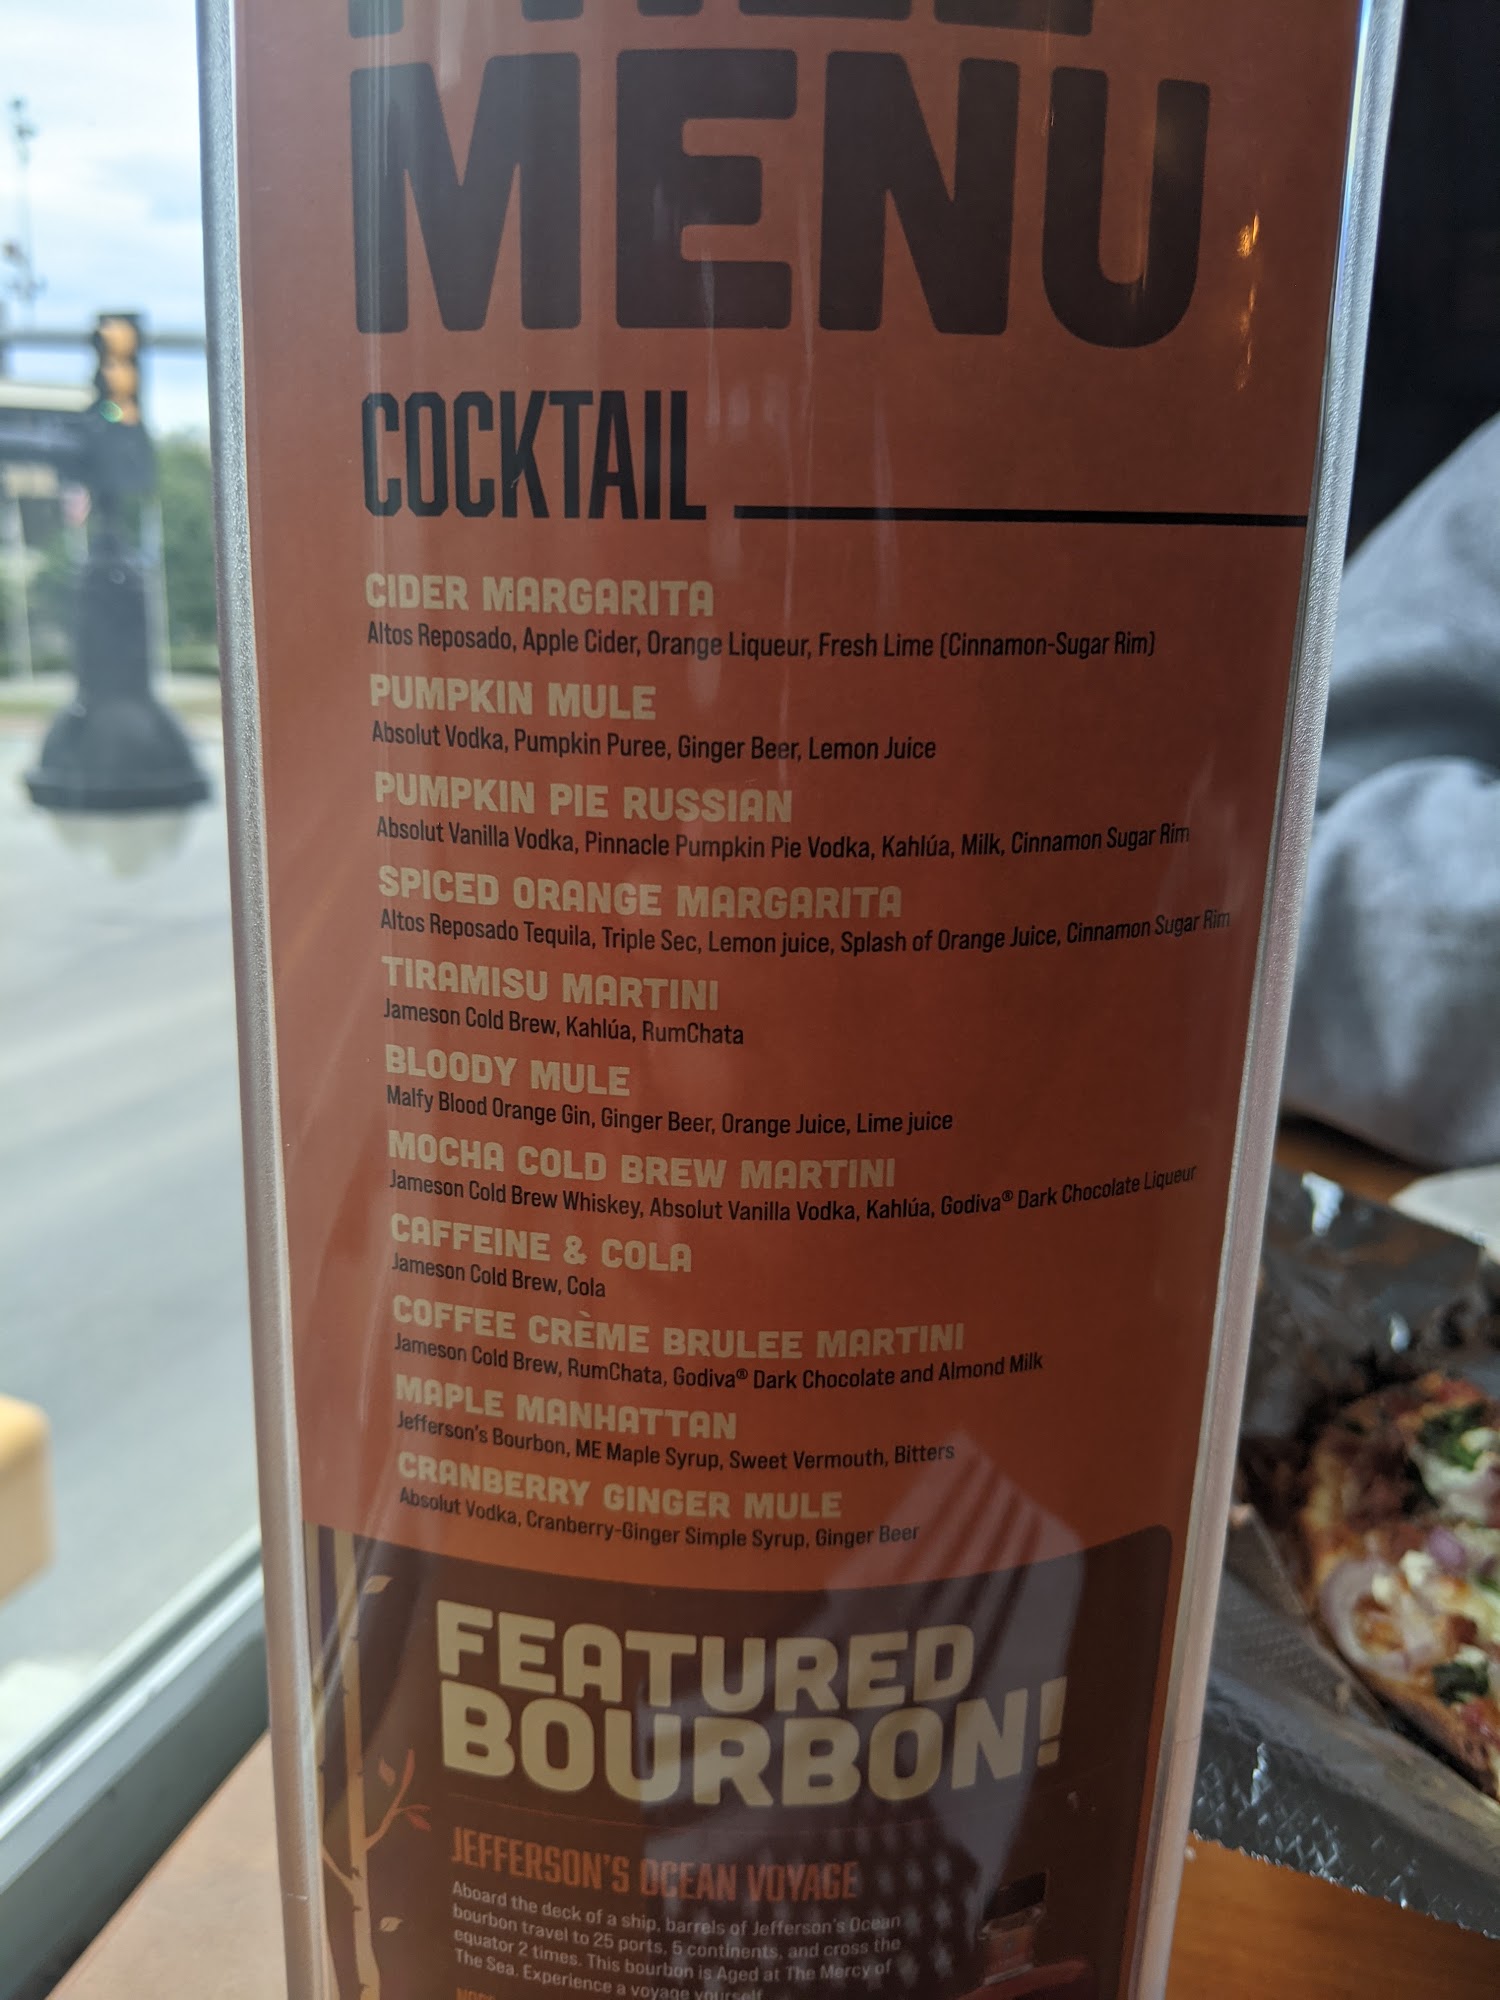 MENU
COCKTAIL
CIDER MARGARITA
Altos Reposado, Apple Cider, Orange Liqueur, Fresh Lime (Cinnamon-Sugar Rim)
PUMPKIN MULE
Absolut Vodka, Pumpkin Puree, Ginger Beer, Lemon Juice
PUMPKIN PIE RUSSIAN
Absolut Vanilla Vodka, Pinnacle Pumpkin Pie Vodka, Kahlúa, Milk, Cinnamon Sugar Rim
SPICED ORANGE MARGARITA
Altos Reposado Tequila, Triple Sec, Lemon juice, Splash of Orange Juice, Cinnamon Sugar Rim
TIRAMISU MARTINI
Jameson Cold Brew, Kahlúa, RumChata
BLOODY MULE
Malfy Blood Orange Gin, Ginger Beer, Orange Juice, Lime juice
MOCHA COLD BREW MARTINI
Jameson Cold Brew Whiskey, Absolut Vanilla Vodka, Kahlúa, Godiva® Dark Chocolate Liqueur
CAFFEINE & COLA
Jameson Cold Brew, Cola
COFFEE CRÈME BRULEE MARTINI
Jameson Cold Brew, RumChata, Godiva® Dark Chocolate and Almond Milk
MAPLE MANHATTAN
Jefferson's Bourbon, ME Maple Syrup, Sweet Vermouth, Bitters
CRANBERRY GINGER MULE
Absolut Vodka, Cranberry-Ginger Simple Syrup, Ginger Beer
FEATURED
BOURBON!
JEFFERSON'S OCEAN VOYAGE
Aboard the deck of a ship, barrels of Jefferson's Ocean
bourbon travel to 25 ports, 5 continents, and cross the
equator 2 times. This bourbon is Aged at The Mercy of
The Sea. Experience a voyage yourself